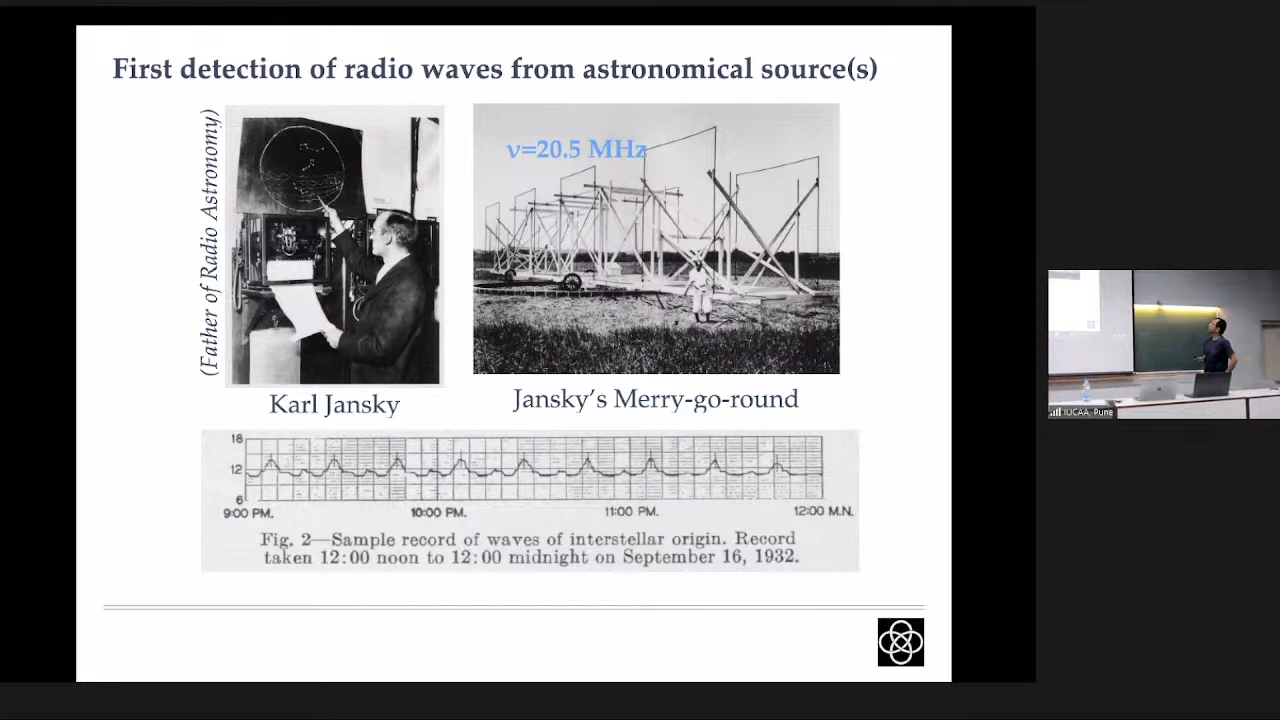 First detection of radio waves from astronomical source(s)
(Father of Radio Astronomy)
ν=20.5 MHz
Karl Jansky
Jansky's Merry-go-round
18
12
6
9:00 PM.
10:00 PM.
11:00 PM.
12:00 M.N.
Fig. 2—Sample record of waves of interstellar origin. Record
taken 12:00 noon to 12:00 midnight on September 16, 1932.
IUCAA, Pune